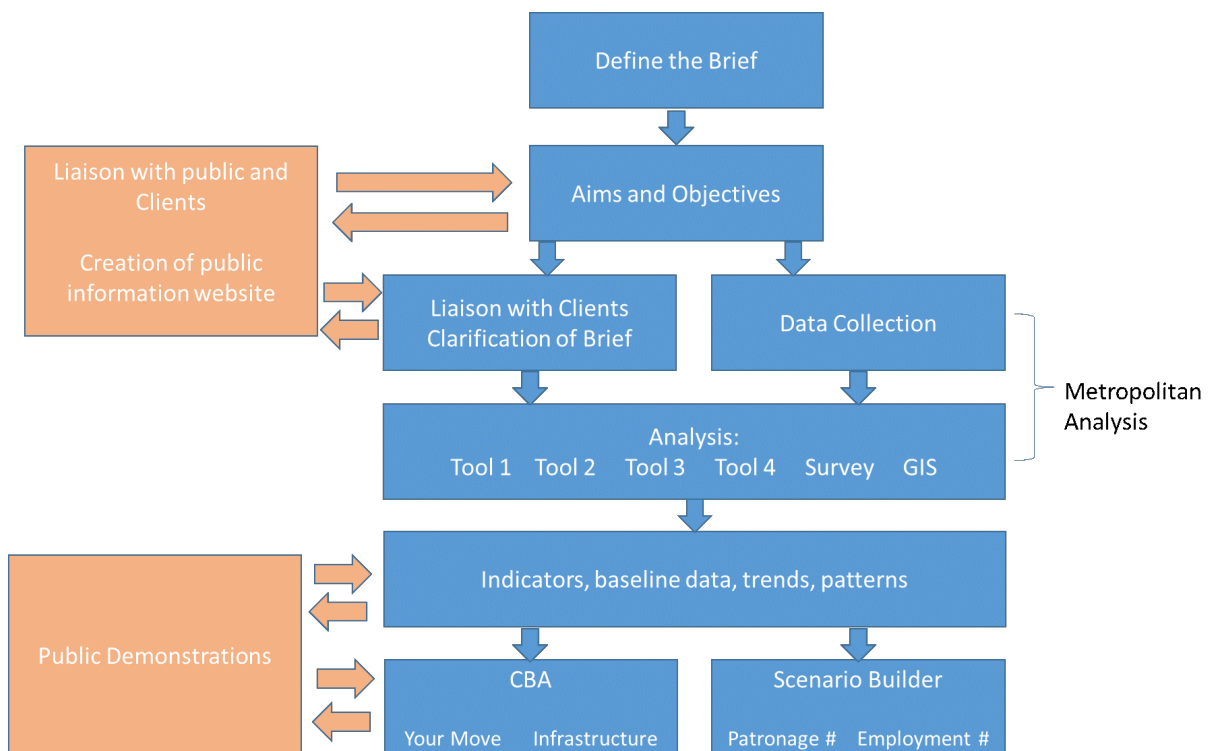 Define the Brief
Liaison with public and
Clients
Creation of public
information website
Aims and Objectives
Liaison with Clients
Clarification of Brief
Data Collection
Metropolitan
Analysis
Analysis:
Tool 1 Tool 2 Tool 3 Tool 4 Survey GIS
Indicators, baseline data, trends, patterns
Public Demonstrations
CBA
Your Move Infrastructure
Scenario Builder
Patronage # Employment #